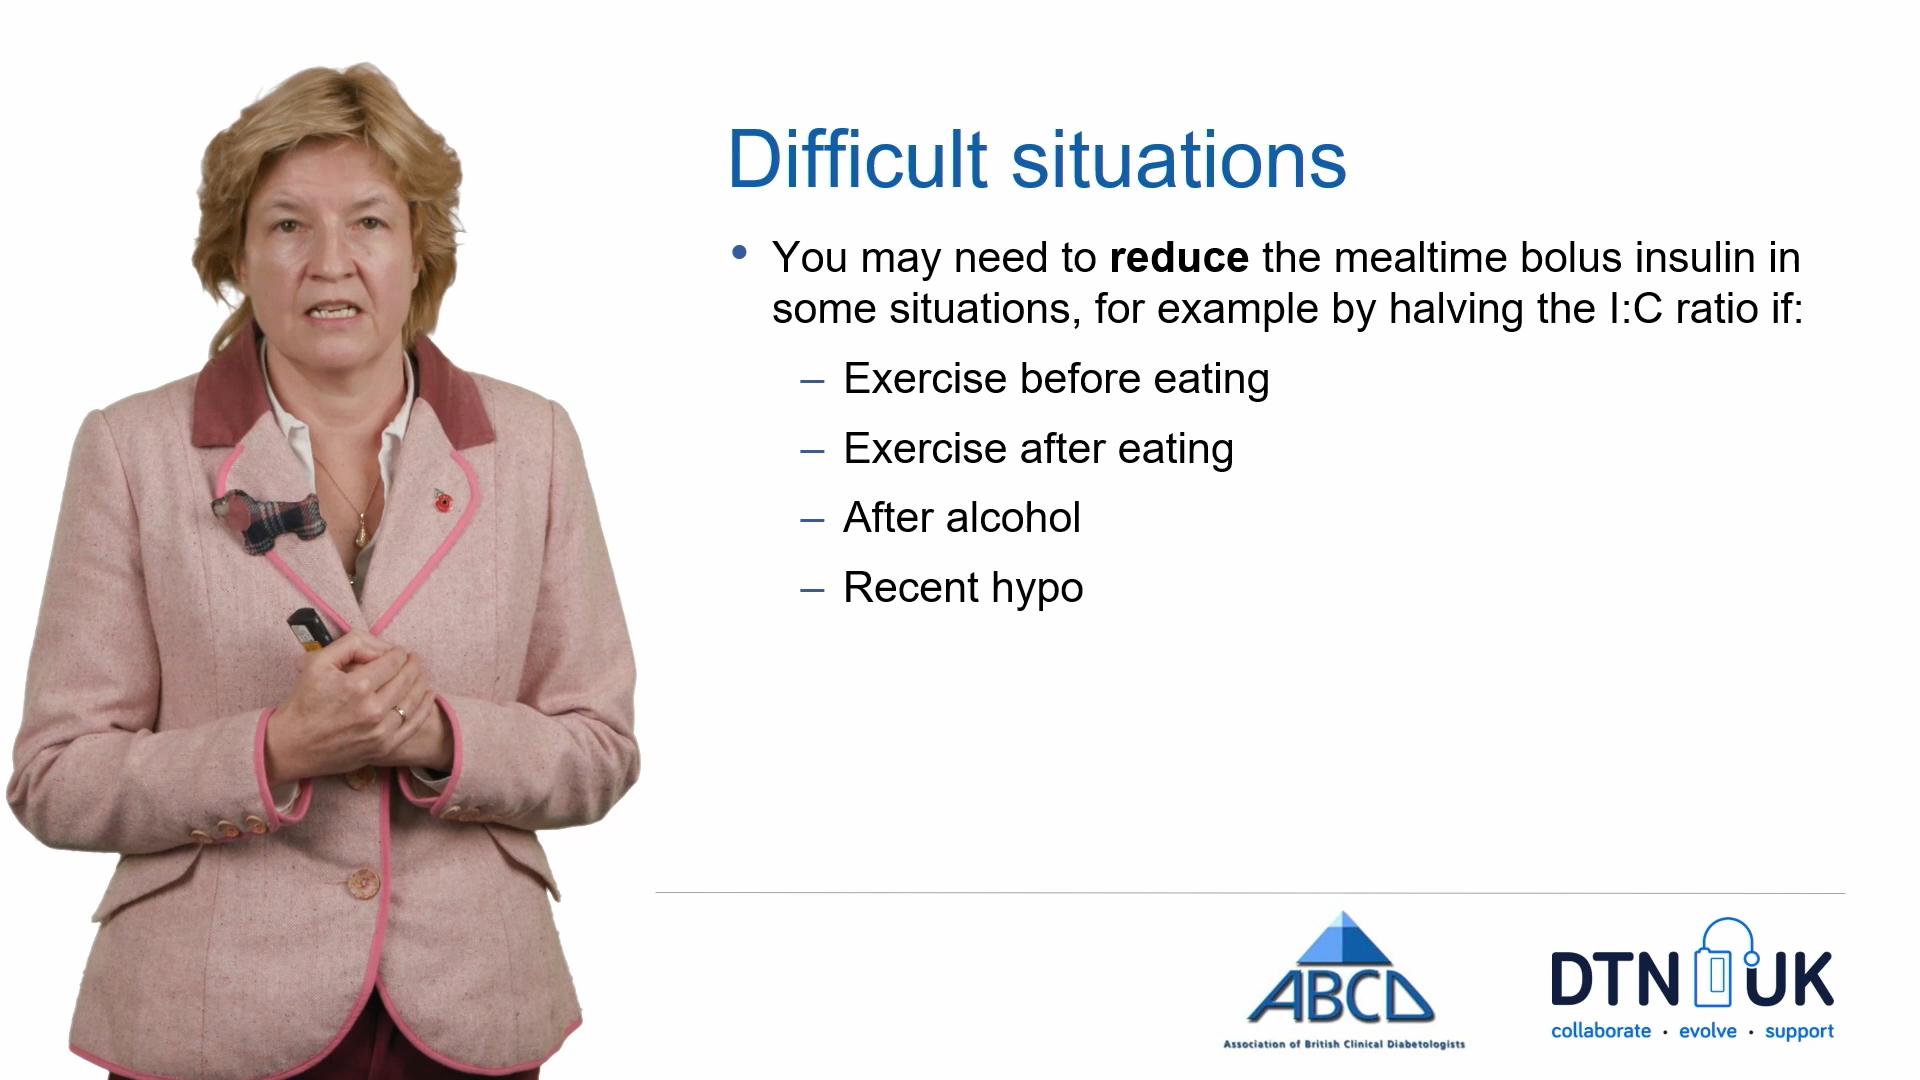 Difficult situations
• You may need to reduce the mealtime bolus insulin in
some situations, for example by halving the I:C ratio if:
– Exercise before eating
– Exercise after eating
– After alcohol
– Recent hypo
ABCD
Association of British Clinical Diabetologists
DTN UK
collaborate · evolve · support